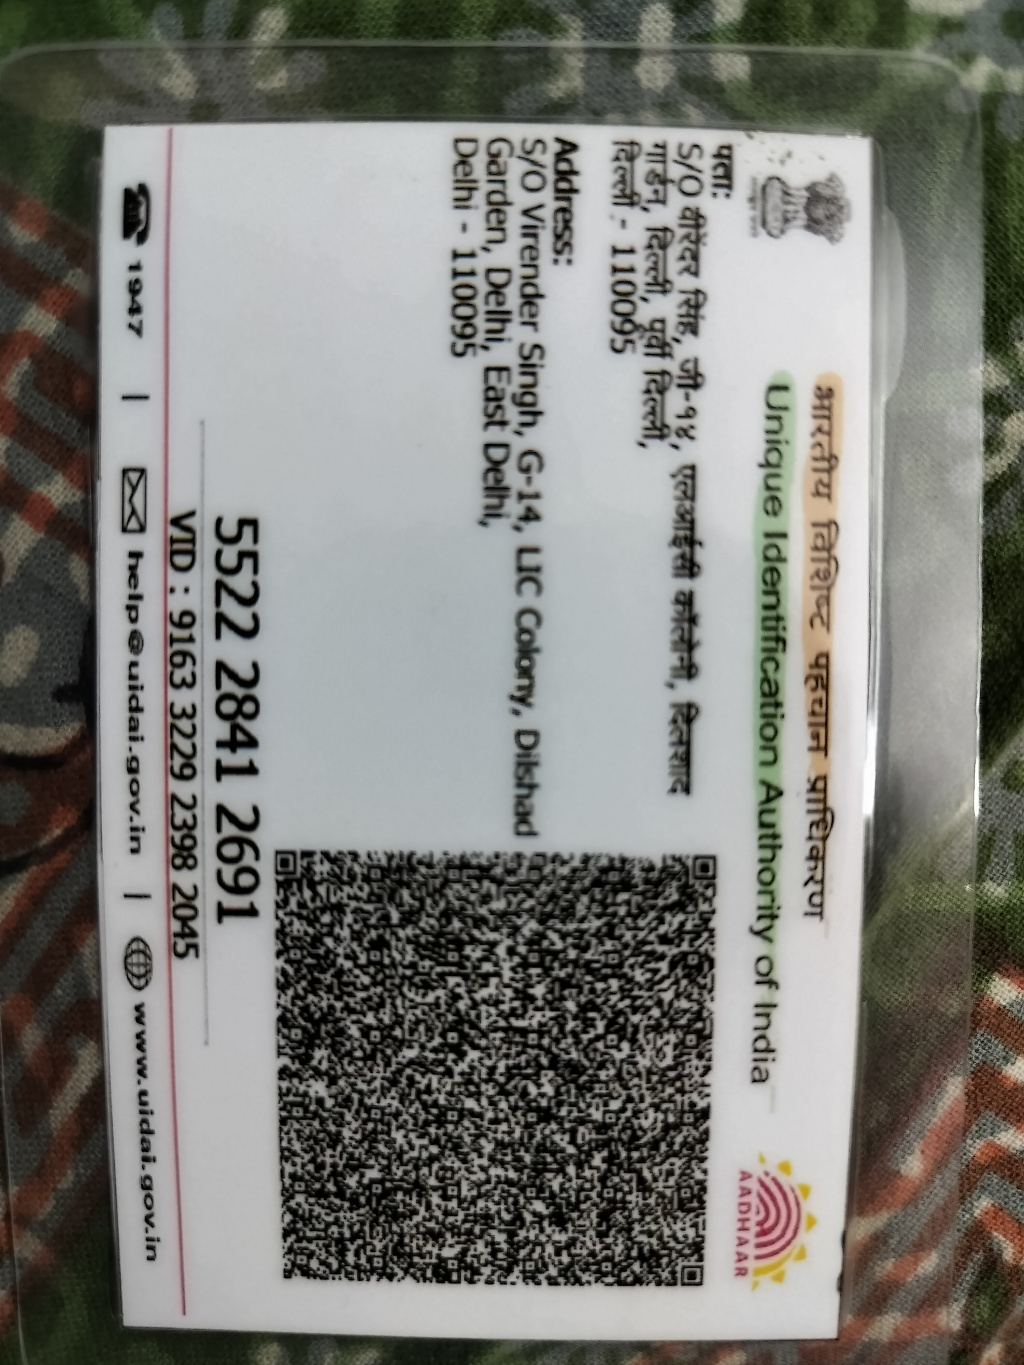 भारतीय विशिष्ट पहचान प्राधिकरण
Unique Identification Authority of India
AADHAAR
पता:
S/O वीरेंदर सिंह, जी-१४, एलआईसी कॉलोनी, दिलशाद
गार्डन, दिल्ली, पूर्वी दिल्ली,
दिल्ली - 110095
Address:
S/O Virender Singh, G-14, LIC Colony, Dilshad
Garden, Delhi, East Delhi,
Delhi - 110095
5522 2841 2691
VID : 9163 3229 2398 2045
1947 | help@uidai.gov.in | www.uidai.gov.in